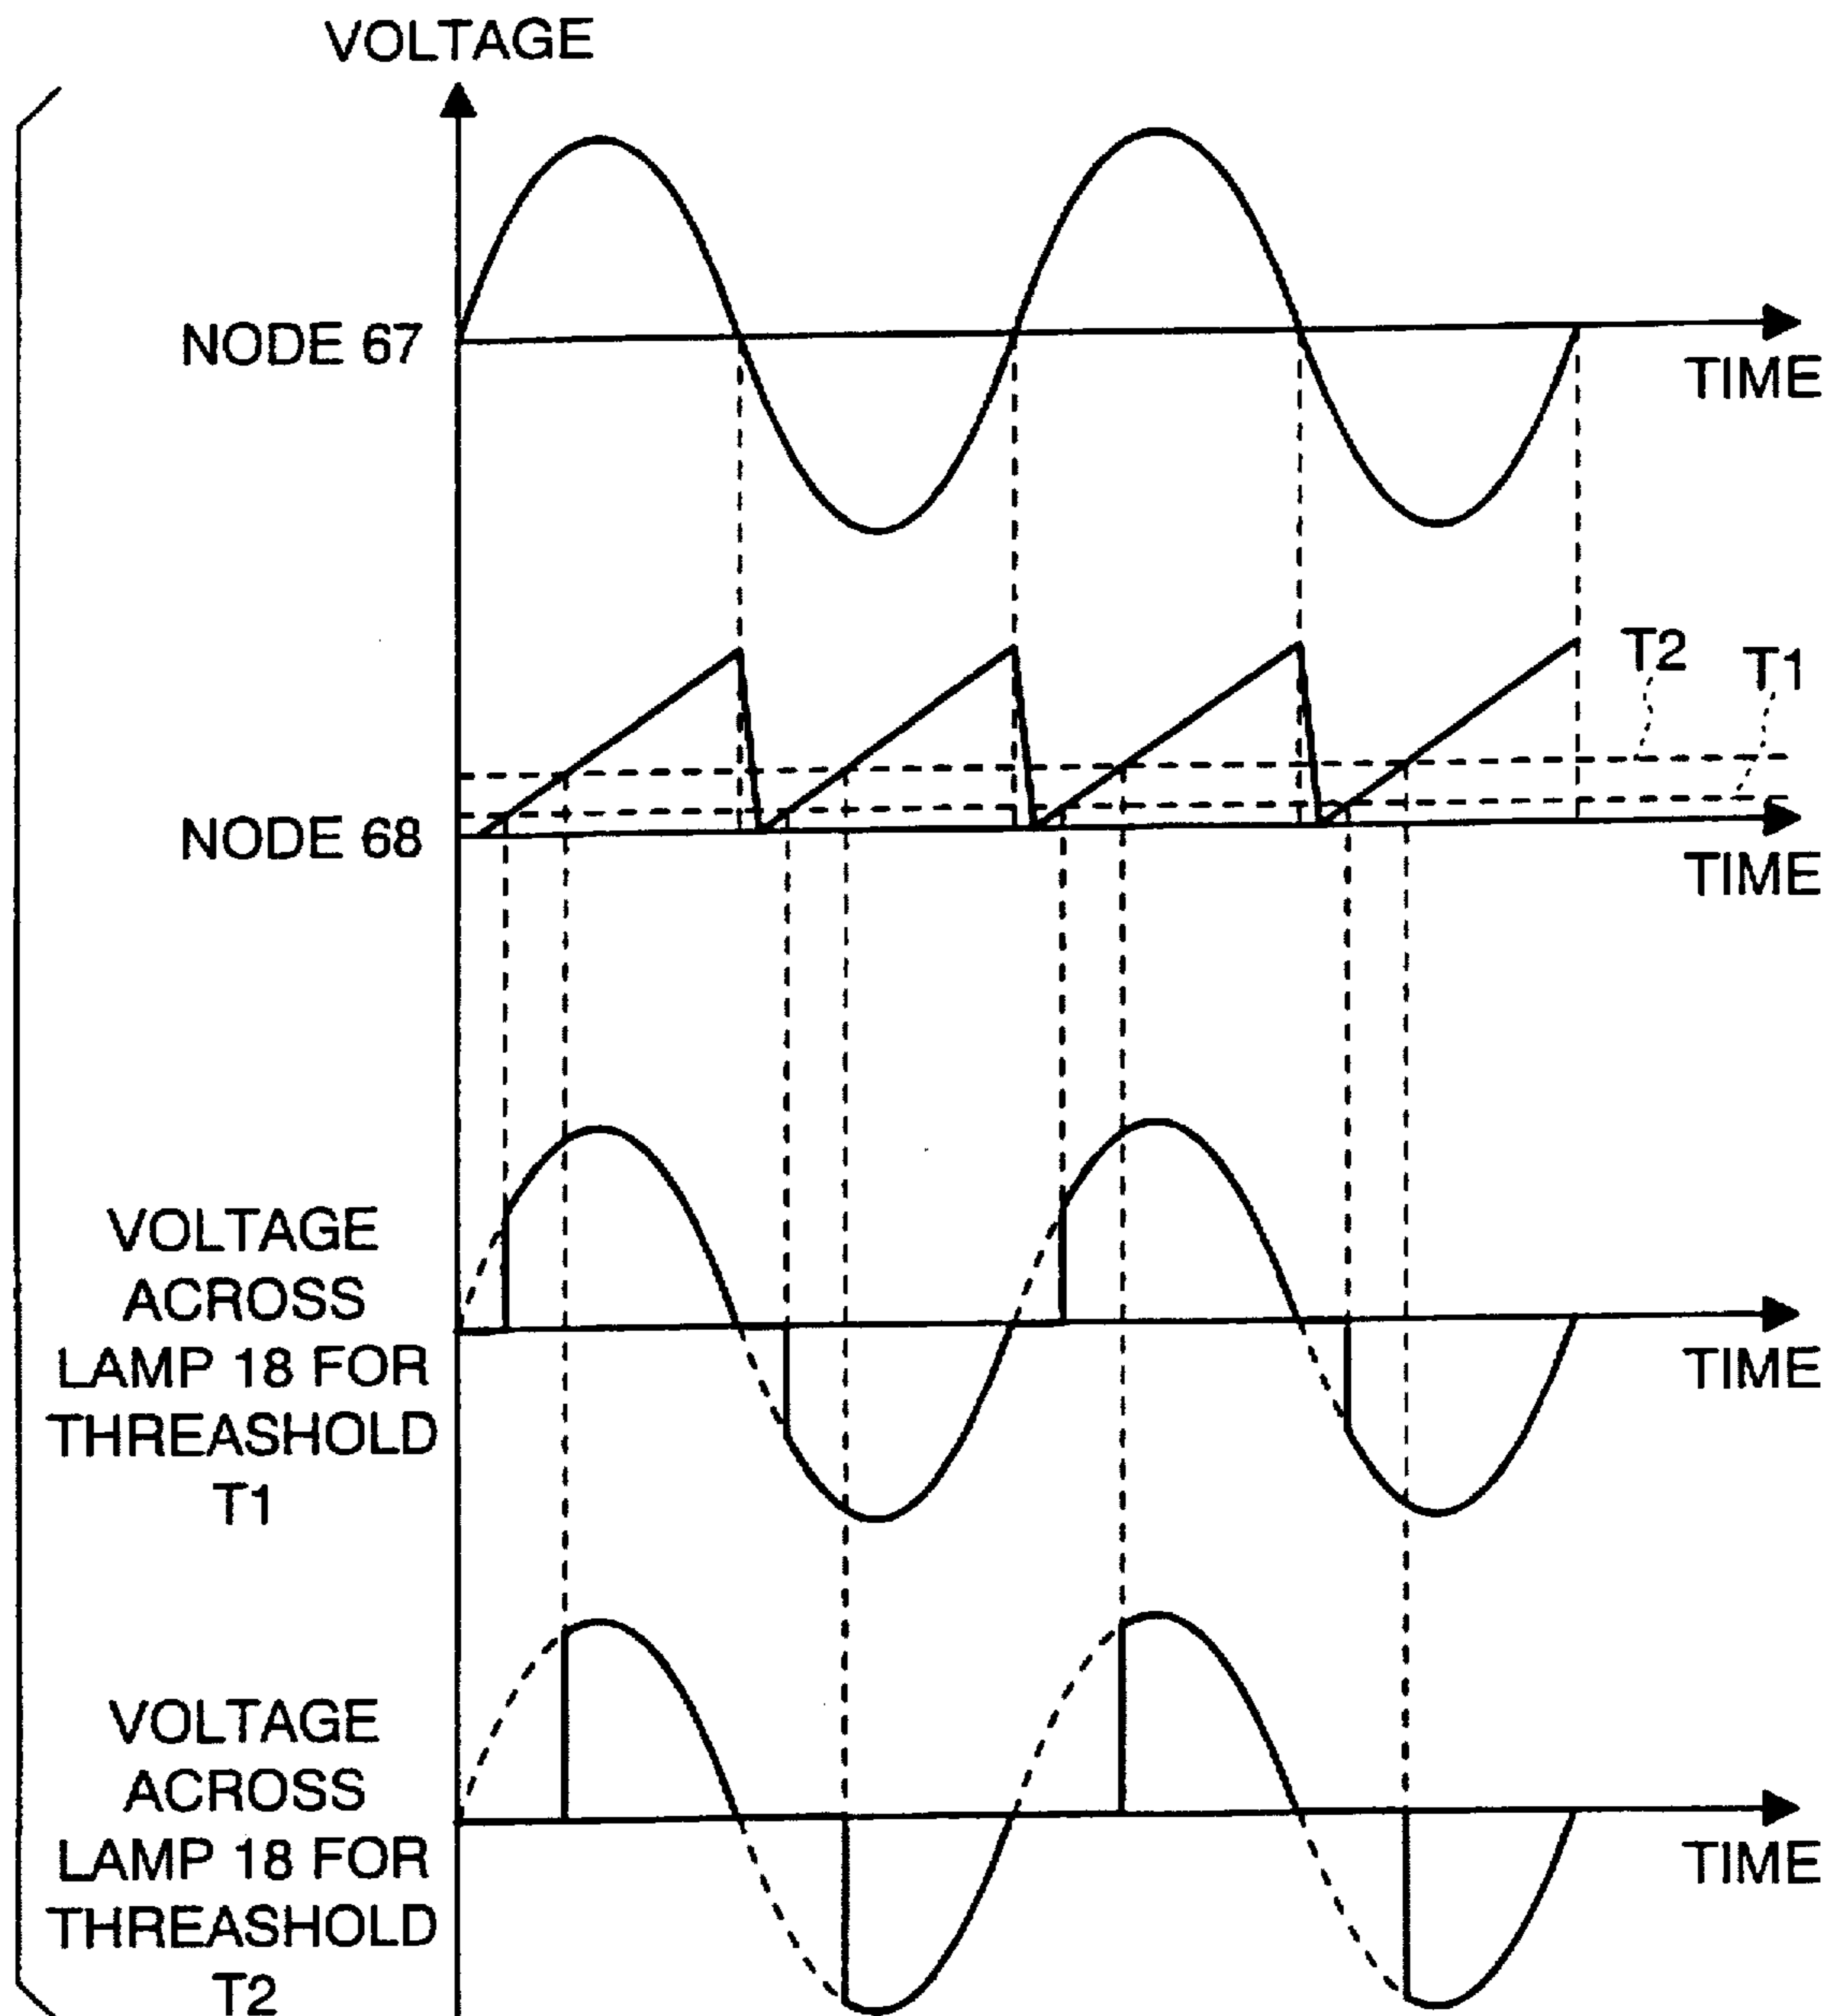 VOLTAGE
NODE 67
TIME
T2
T1
NODE 68
TIME
VOLTAGE
ACROSS
LAMP 18 FOR
THREASHOLD
T1
TIME
VOLTAGE
ACROSS
LAMP 18 FOR
THREASHOLD
T2
TIME